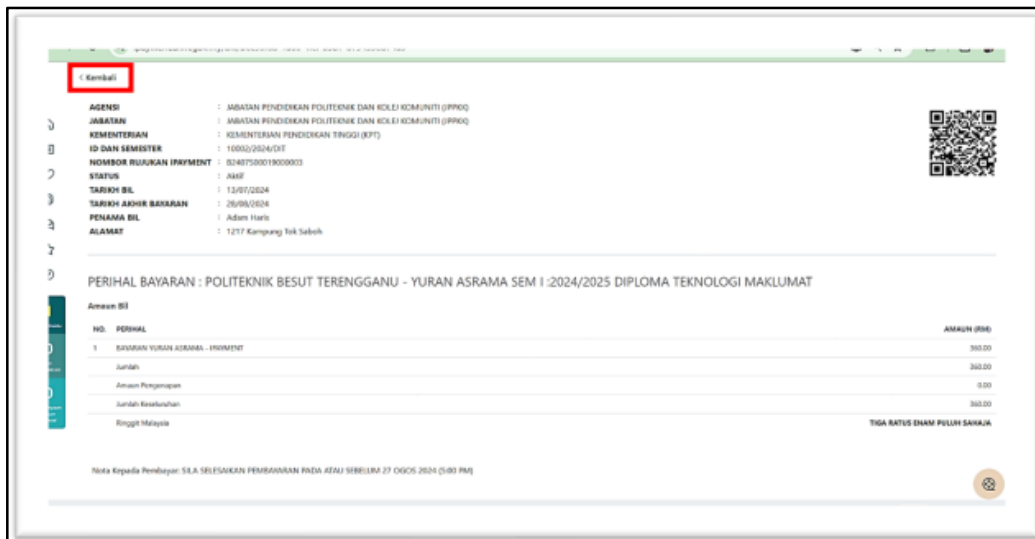 < Kembali
AGENSI : JABATAN PENDIDIKAN POLITEKNIK DAN KOLEJ KOMUNITI (JPPKK)
JABATAN : JABATAN PENDIDIKAN POLITEKNIK DAN KOLEJ KOMUNITI (JPPKK)
KEMENTERIAN : KEMENTERIAN PENDIDIKAN TINGGI (KPT)
ID DAN SEMESTER : 10002/2024/DIT
NOMBOR RUJUKAN IPAYMENT :
STATUS : Aktif
TARIKH BIL : 13/07/2024
TARIKH AKHIR BAYARAN : 28/08/2024
PENAMA BIL : Adam Haris
ALAMAT : 1217 Kampung Tok Saboh
PERIHAL BAYARAN : POLITEKNIK BESUT TERENGGANU - YURAN ASRAMA SEM I :2024/2025 DIPLOMA TEKNOLOGI MAKLUMAT
Amaun Bil
NO. PERIHAL AMAUN (RM)
1 BAYARAN YURAN ASRAMA - IPAYMENT 360.00
Jumlah 360.00
Amaun Pengenapan 0.00
Jumlah Keseluruhan 360.00
Ringgit Malaysia TIGA RATUS ENAM PULUH SAHAJA
Nota Kepada Pembayar: SILA SELESAIKAN PEMBAYARAN PADA ATAU SEBELUM 27 OGOS 2024 (5:00 PM)